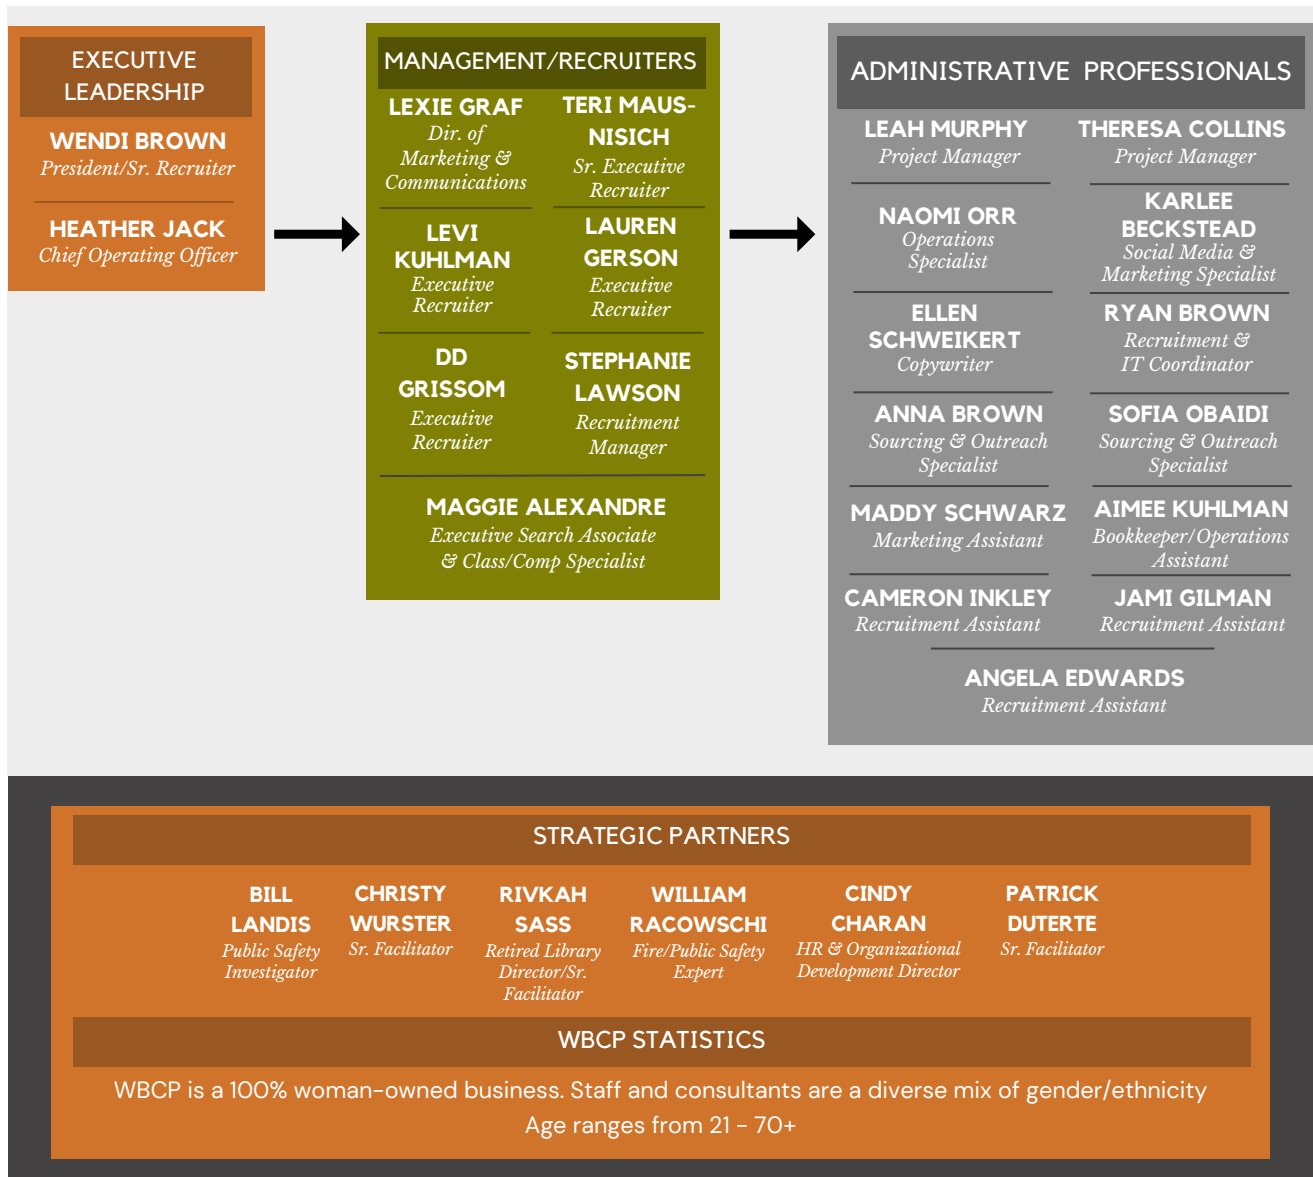 EXECUTIVE
LEADERSHIP
WENDI BROWN
President/Sr. Recruiter
HEATHER JACK
Chief Operating Officer
MANAGEMENT/RECRUITERS
LEXIE GRAF
Dir. of
Marketing &
Communications
TERI MAUS-
NISICH
Sr. Executive
Recruiter
LEVI
KUHLMAN
Executive
Recruiter
LAUREN
GERSON
Executive
Recruiter
DD
GRISSOM
Executive
Recruiter
STEPHANIE
LAWSON
Recruitment
Manager
MAGGIE ALEXANDRE
Executive Search Associate
& Class/Comp Specialist
ADMINISTRATIVE PROFESSIONALS
LEAH MURPHY
Project Manager
THERESA COLLINS
Project Manager
NAOMI ORR
Operations
Specialist
KARLEE
BECKSTEAD
Social Media &
Marketing Specialist
ELLEN
SCHWEIKERT
Copywriter
RYAN BROWN
Recruitment &
IT Coordinator
ANNA BROWN
Sourcing & Outreach
Specialist
SOFIA OBAIDI
Sourcing & Outreach
Specialist
MADDY SCHWARZ
Marketing Assistant
AIMEE KUHLMAN
Bookkeeper/Operations
Assistant
CAMERON INKLEY
Recruitment Assistant
JAMI GILMAN
Recruitment Assistant
ANGELA EDWARDS
Recruitment Assistant
STRATEGIC PARTNERS
BILL
LANDIS
Public Safety
Investigator
CHRISTY
WURSTER
Sr. Facilitator
RIVKAH
SASS
Retired Library
Director/Sr.
Facilitator
WILLIAM
RACOWSCHI
Fire/Public Safety
Expert
CINDY
CHARAN
HR & Organizational
Development Director
PATRICK
DUTERTE
Sr. Facilitator
WBCP STATISTICS
WBCP is a 100% woman-owned business. Staff and consultants are a diverse mix of gender/ethnicity
Age ranges from 21 - 70+